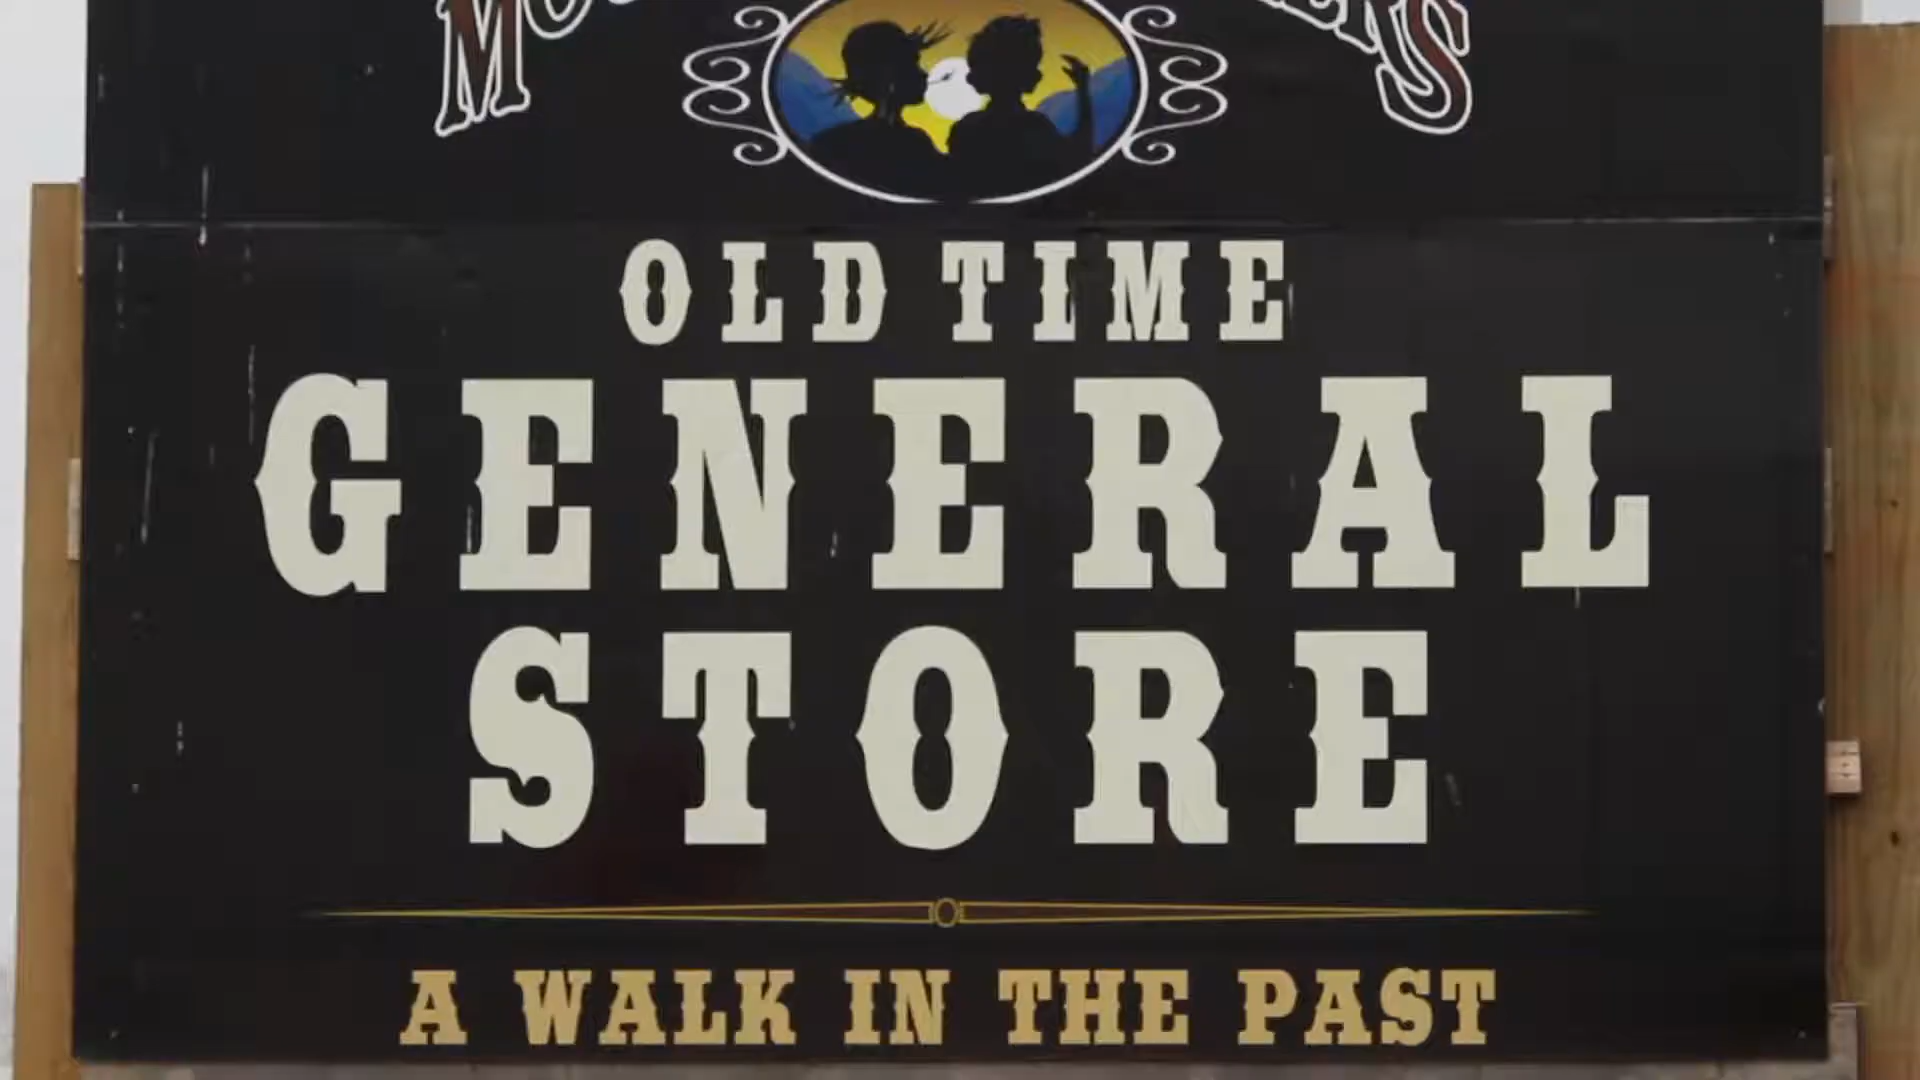 OLD TIME
GENERAL
STORE
A WALK IN THE PAST